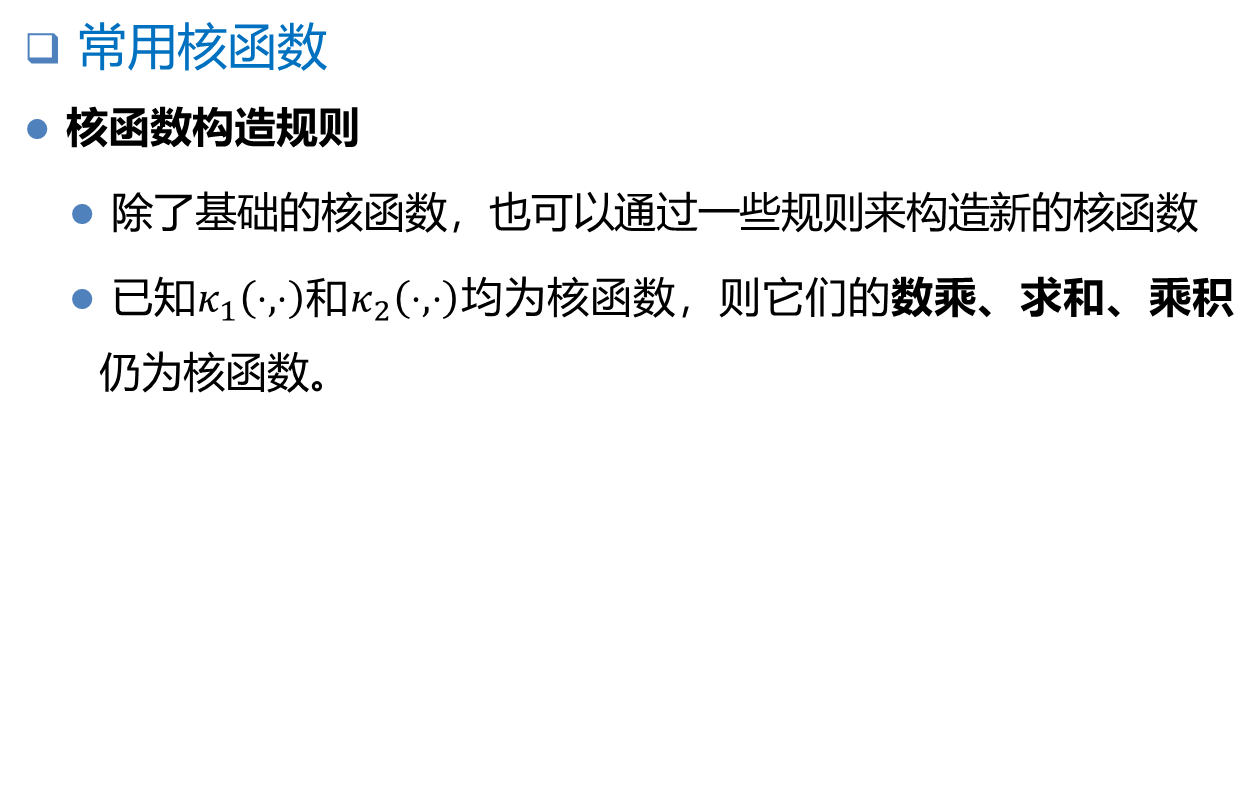 常用核函数
核函数构造规则
除了基础的核函数，也可以通过一些规则来构造新的核函数
已知κ₁(·,·)和κ₂(·,·)均为核函数，则它们的数乘、求和、乘积
仍为核函数。